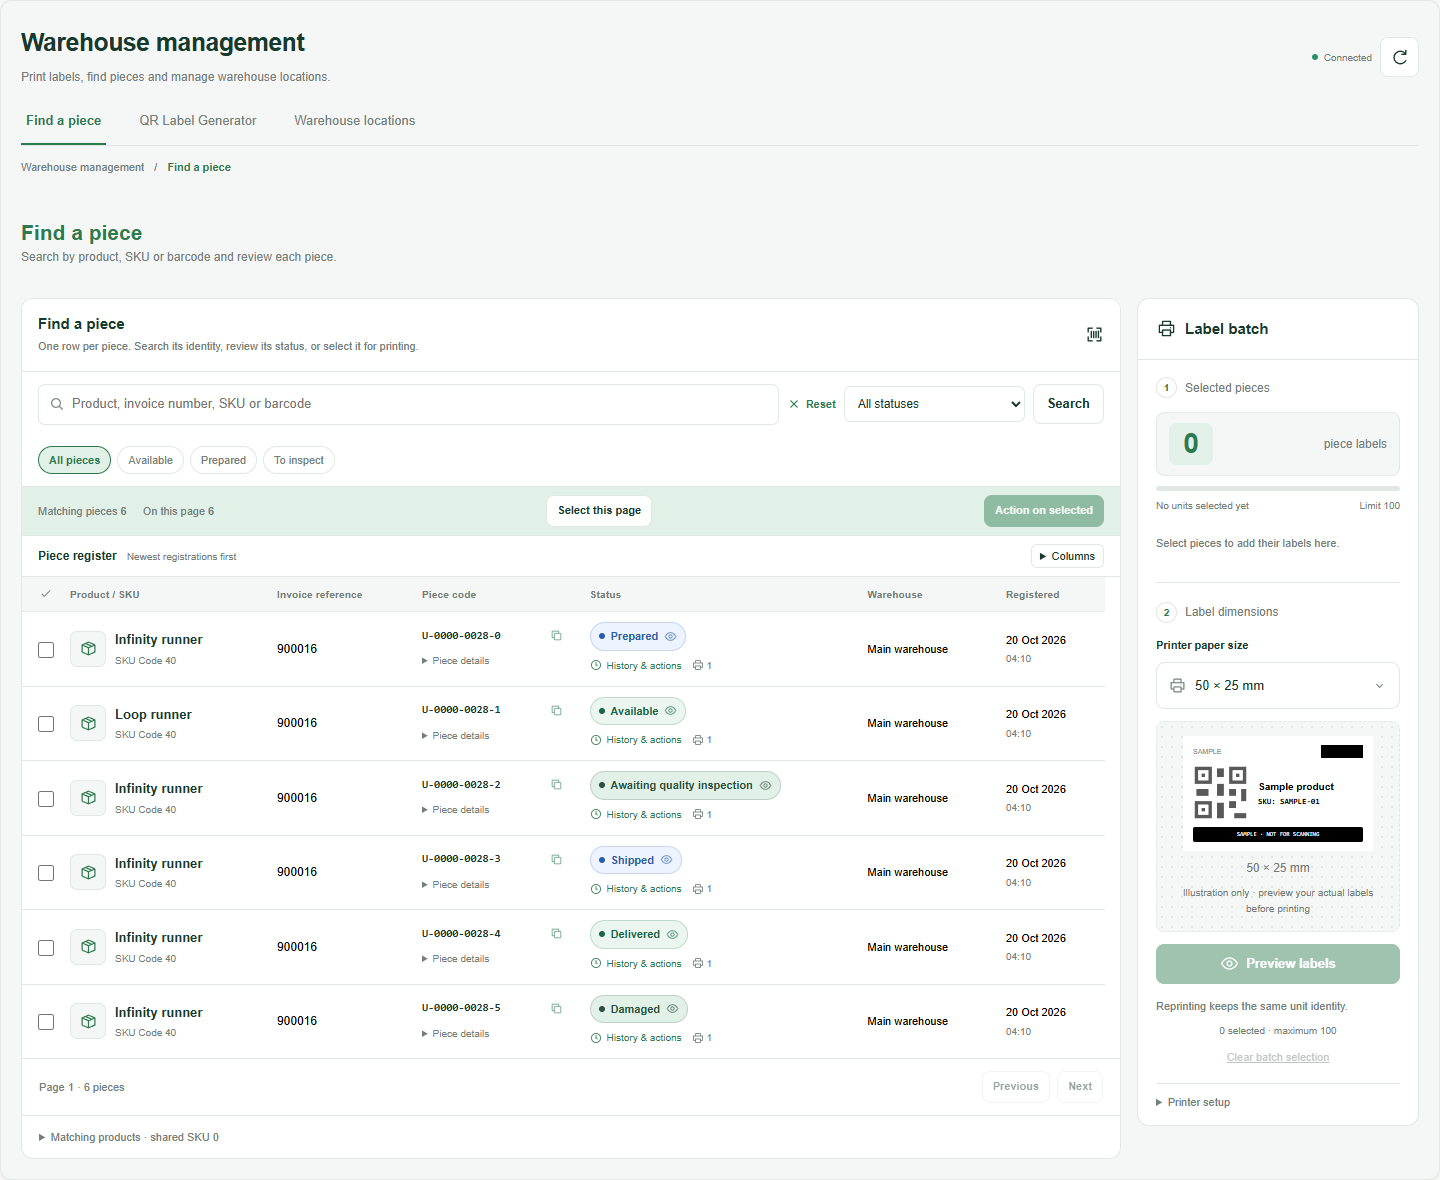 Warehouse management
Print labels, find pieces and manage warehouse locations.
Connected
Find a piece
QR Label Generator
Warehouse locations
Warehouse management / Find a piece
Find a piece
Search by product, SKU or barcode and review each piece.
Find a piece
One row per piece. Search its identity, review its status, or select it for printing.
Product, invoice number, SKU or barcode
Reset
All statuses
Search
All pieces
Available
Prepared
To inspect
Matching pieces 6
On this page 6
Select this page
Action on selected
Piece register
Newest registrations first
Columns
Product / SKU
Invoice reference
Piece code
Status
Warehouse
Registered
Infinity runner
SKU Code 40
900016
U-0000-0028-0
Piece details
Prepared
History & actions
1
Main warehouse
20 Oct 2026
04:10
Loop runner
SKU Code 40
900016
U-0000-0028-1
Piece details
Available
History & actions
1
Main warehouse
20 Oct 2026
04:10
Infinity runner
SKU Code 40
900016
U-0000-0028-2
Piece details
Awaiting quality inspection
History & actions
1
Main warehouse
20 Oct 2026
04:10
Infinity runner
SKU Code 40
900016
U-0000-0028-3
Piece details
Shipped
History & actions
1
Main warehouse
20 Oct 2026
04:10
Infinity runner
SKU Code 40
900016
U-0000-0028-4
Piece details
Delivered
History & actions
1
Main warehouse
20 Oct 2026
04:10
Infinity runner
SKU Code 40
900016
U-0000-0028-5
Piece details
Damaged
History & actions
1
Main warehouse
20 Oct 2026
04:10
Page 1 · 6 pieces
Previous
Next
Matching products · shared SKU 0
Label batch
1
Selected pieces
0
piece labels
No units selected yet
Limit 100
Select pieces to add their labels here.
2
Label dimensions
Printer paper size
50 × 25 mm
SAMPLE
Sample product
SKU: SAMPLE-01
SAMPLE · NOT FOR SCANNING
50 × 25 mm
Illustration only · preview your actual labels
before printing
Preview labels
Reprinting keeps the same unit identity.
0 selected · maximum 100
Clear batch selection
Printer setup